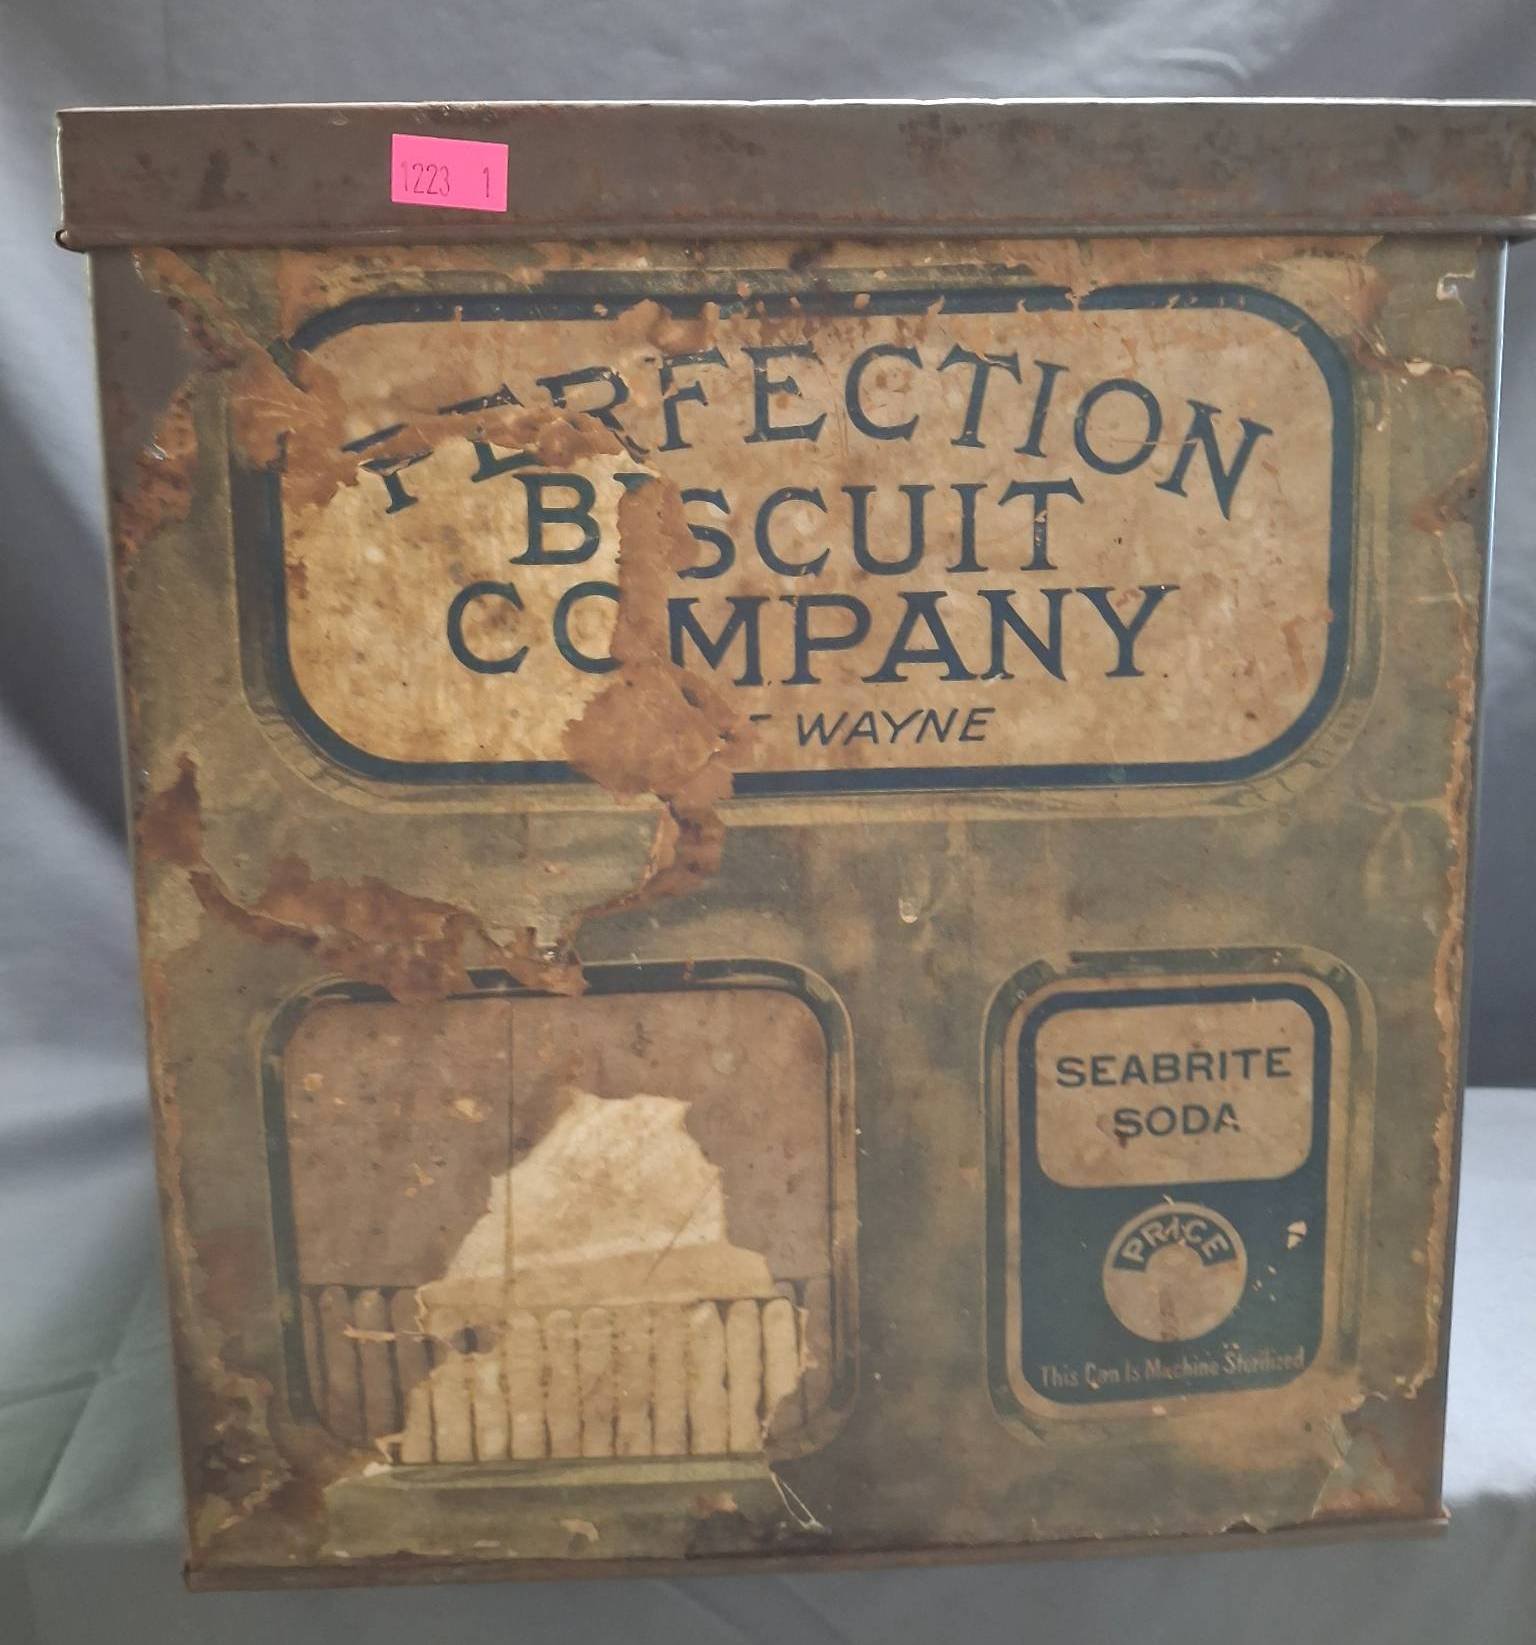 1223 1
PERFECTION
BISCUIT
COMPANY
T WAYNE
SEABRITE
SODA
PRICE
This Can Is Machine Sterilized